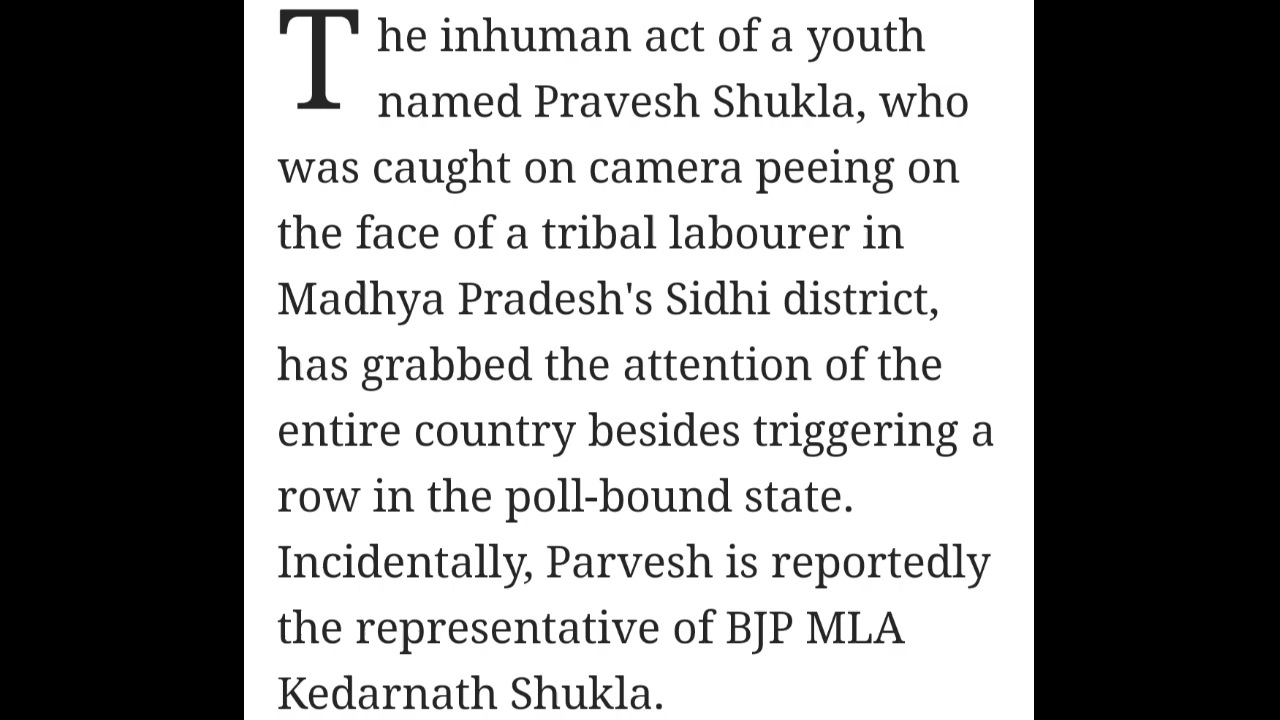 The inhuman act of a youth
named Pravesh Shukla, who
was caught on camera peeing on
the face of a tribal labourer in
Madhya Pradesh's Sidhi district,
has grabbed the attention of the
entire country besides triggering a
row in the poll-bound state.
Incidentally, Parvesh is reportedly
the representative of BJP MLA
Kedarnath Shukla.